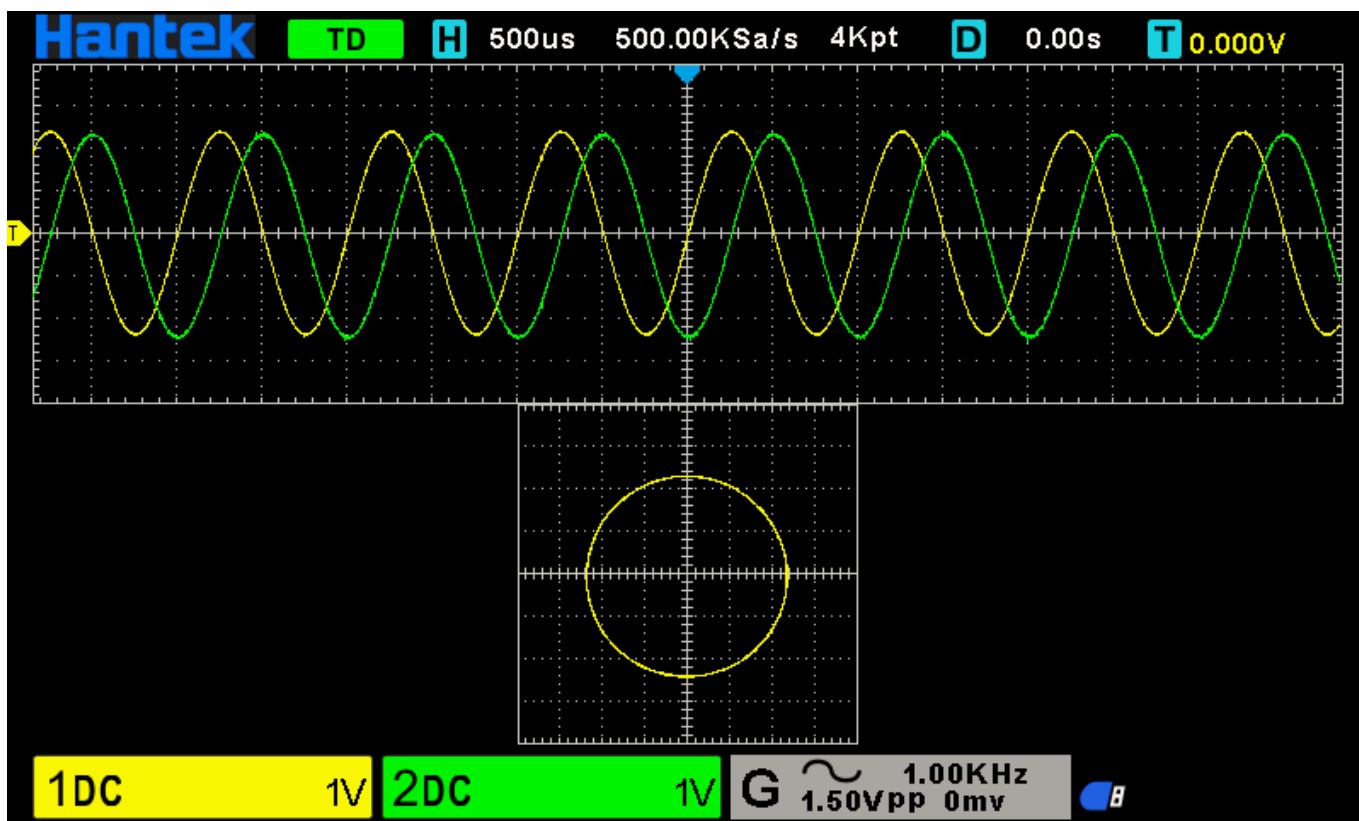 Hantek TD H 500us 500.00KSa/s 4Kpt D 0.00s T 0.000V
T
1DC 1V 2DC 1V G 1.00KHz
1.50Vpp 0mv